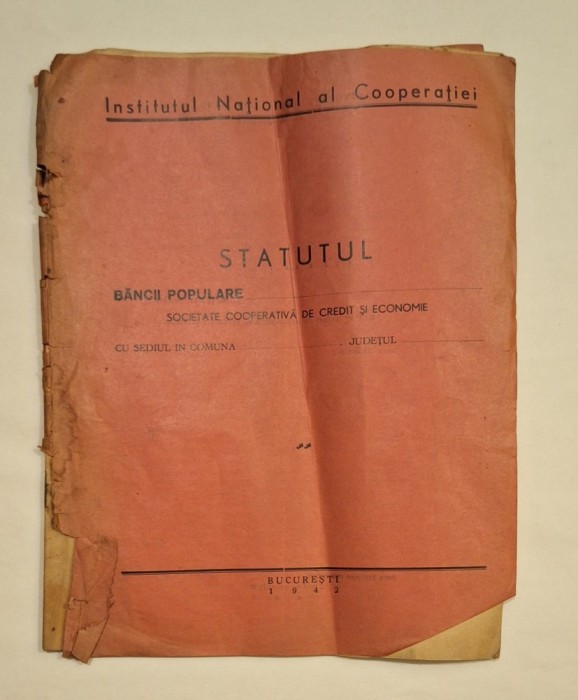 Institutul Național al Cooperației
STATUTUL
BĂNCII POPULARE
SOCIETATE COOPERATIVĂ DE CREDIT ȘI ECONOMIE
CU SEDIUL IN COMUNA , JUDEȚUL
BUCUREȘTI
1942